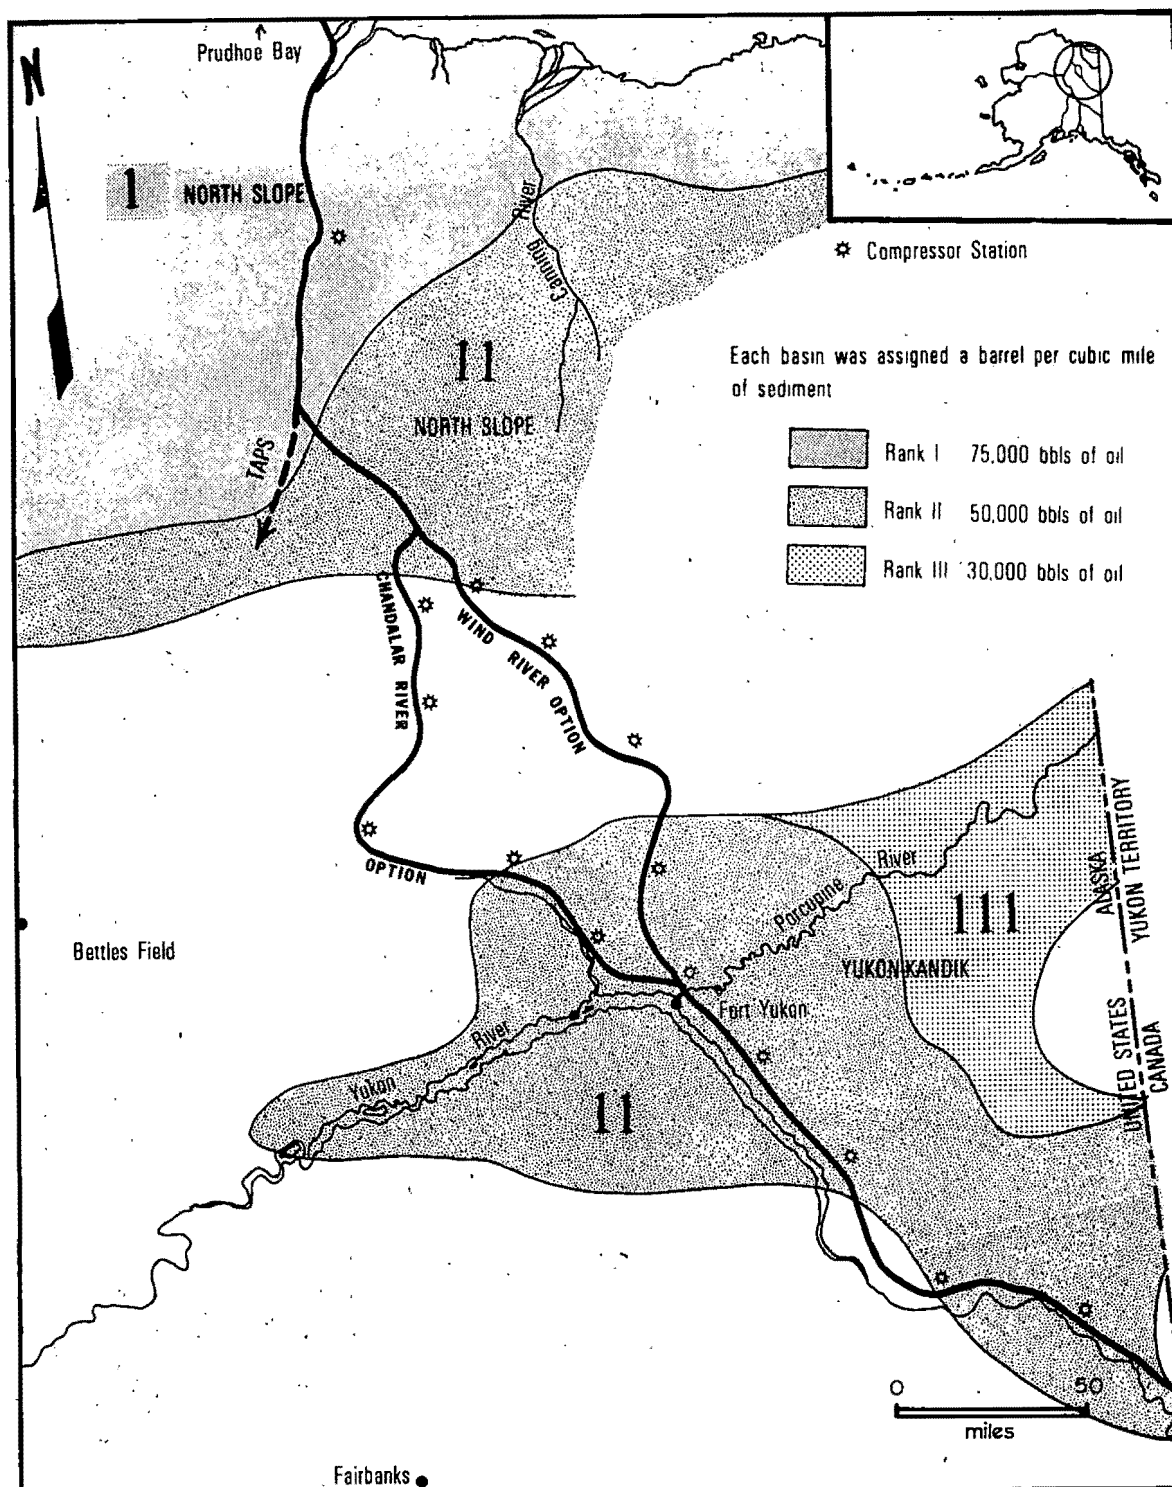 Prudhoe Bay
N
1 NORTH SLOPE
River
Canning
Compressor Station
11
NORTH SLOPE
Each basin was assigned a barrel per cubic mile
of sediment
Rank I 75,000 bbls of oil
Rank II 50,000 bbls of oil
Rank III 30,000 bbls of oil
TAPS
CHANDALAR RIVER
OPTION
WIND RIVER OPTION
River
Porcupine
111
YUKON-KANDIK
ALASKA
YUKON TERRITORY
UNITED STATES
CANADA
Bettles Field
Fort Yukon
River
Yukon
11
0 50
miles
Fairbanks